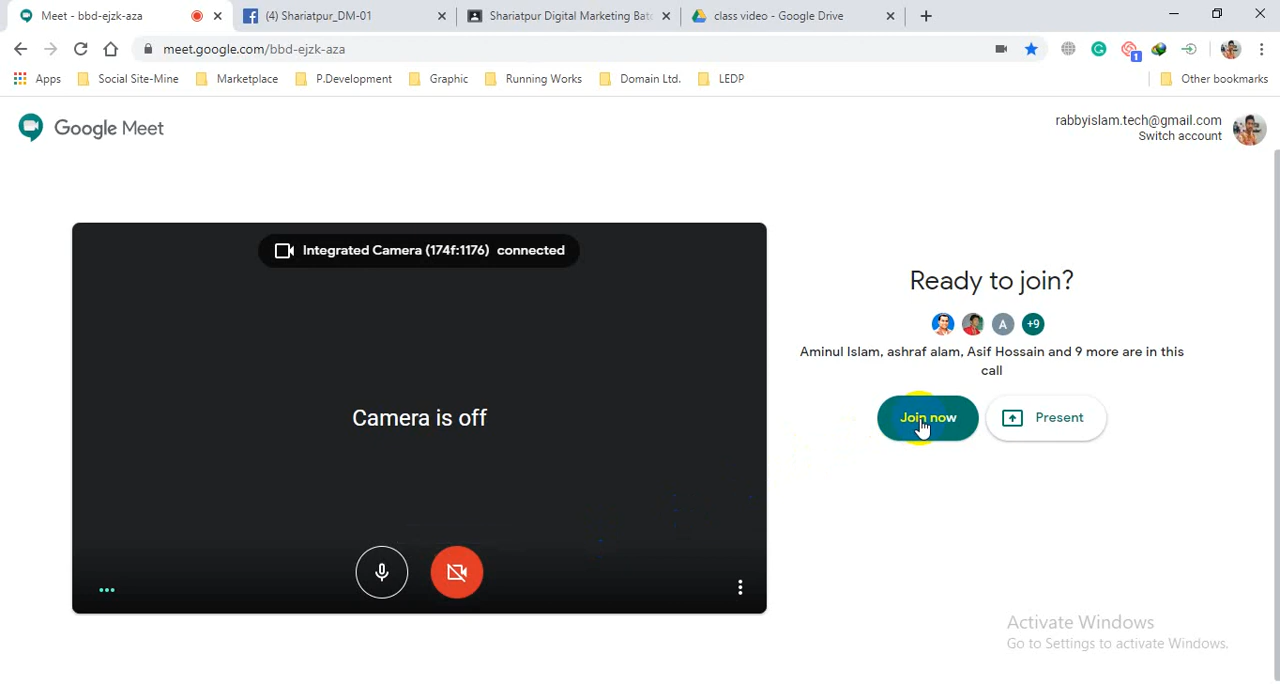 Meet - bbd-ejzk-aza
(4) Shariatpur_DM-01
Shariatpur Digital Marketing Batc
class video - Google Drive
meet.google.com/bbd-ejzk-aza
1
Apps
Social Site-Mine
Marketplace
P.Development
Graphic
Running Works
Domain Ltd.
LEDP
Other bookmarks
Google Meet
rabbyislam.tech@gmail.com
Switch account
Integrated Camera (174f:1176) connected
Camera is off
Ready to join?
A
+9
Aminul Islam, ashraf alam, Asif Hossain and 9 more are in this
call
Join now
Present
Activate Windows
Go to Settings to activate Windows.